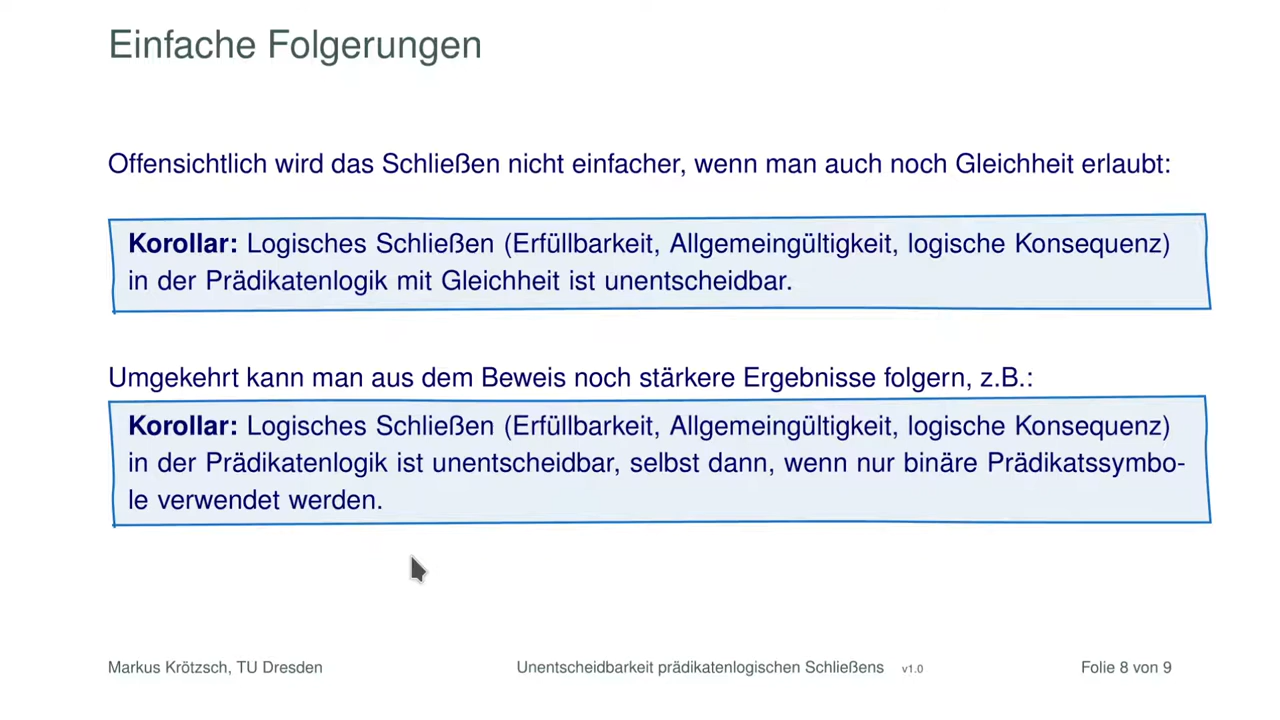 Einfache Folgerungen
Offensichtlich wird das Schließen nicht einfacher, wenn man auch noch Gleichheit erlaubt:
Korollar: Logisches Schließen (Erfüllbarkeit, Allgemeingültigkeit, logische Konsequenz)
in der Prädikatenlogik mit Gleichheit ist unentscheidbar.
Umgekehrt kann man aus dem Beweis noch stärkere Ergebnisse folgern, z.B.:
Korollar: Logisches Schließen (Erfüllbarkeit, Allgemeingültigkeit, logische Konsequenz)
in der Prädikatenlogik ist unentscheidbar, selbst dann, wenn nur binäre Prädikatssymbo-
le verwendet werden.
Markus Krötzsch, TU Dresden Unentscheidbarkeit prädikatenlogischen Schließens v1.0 Folie 8 von 9